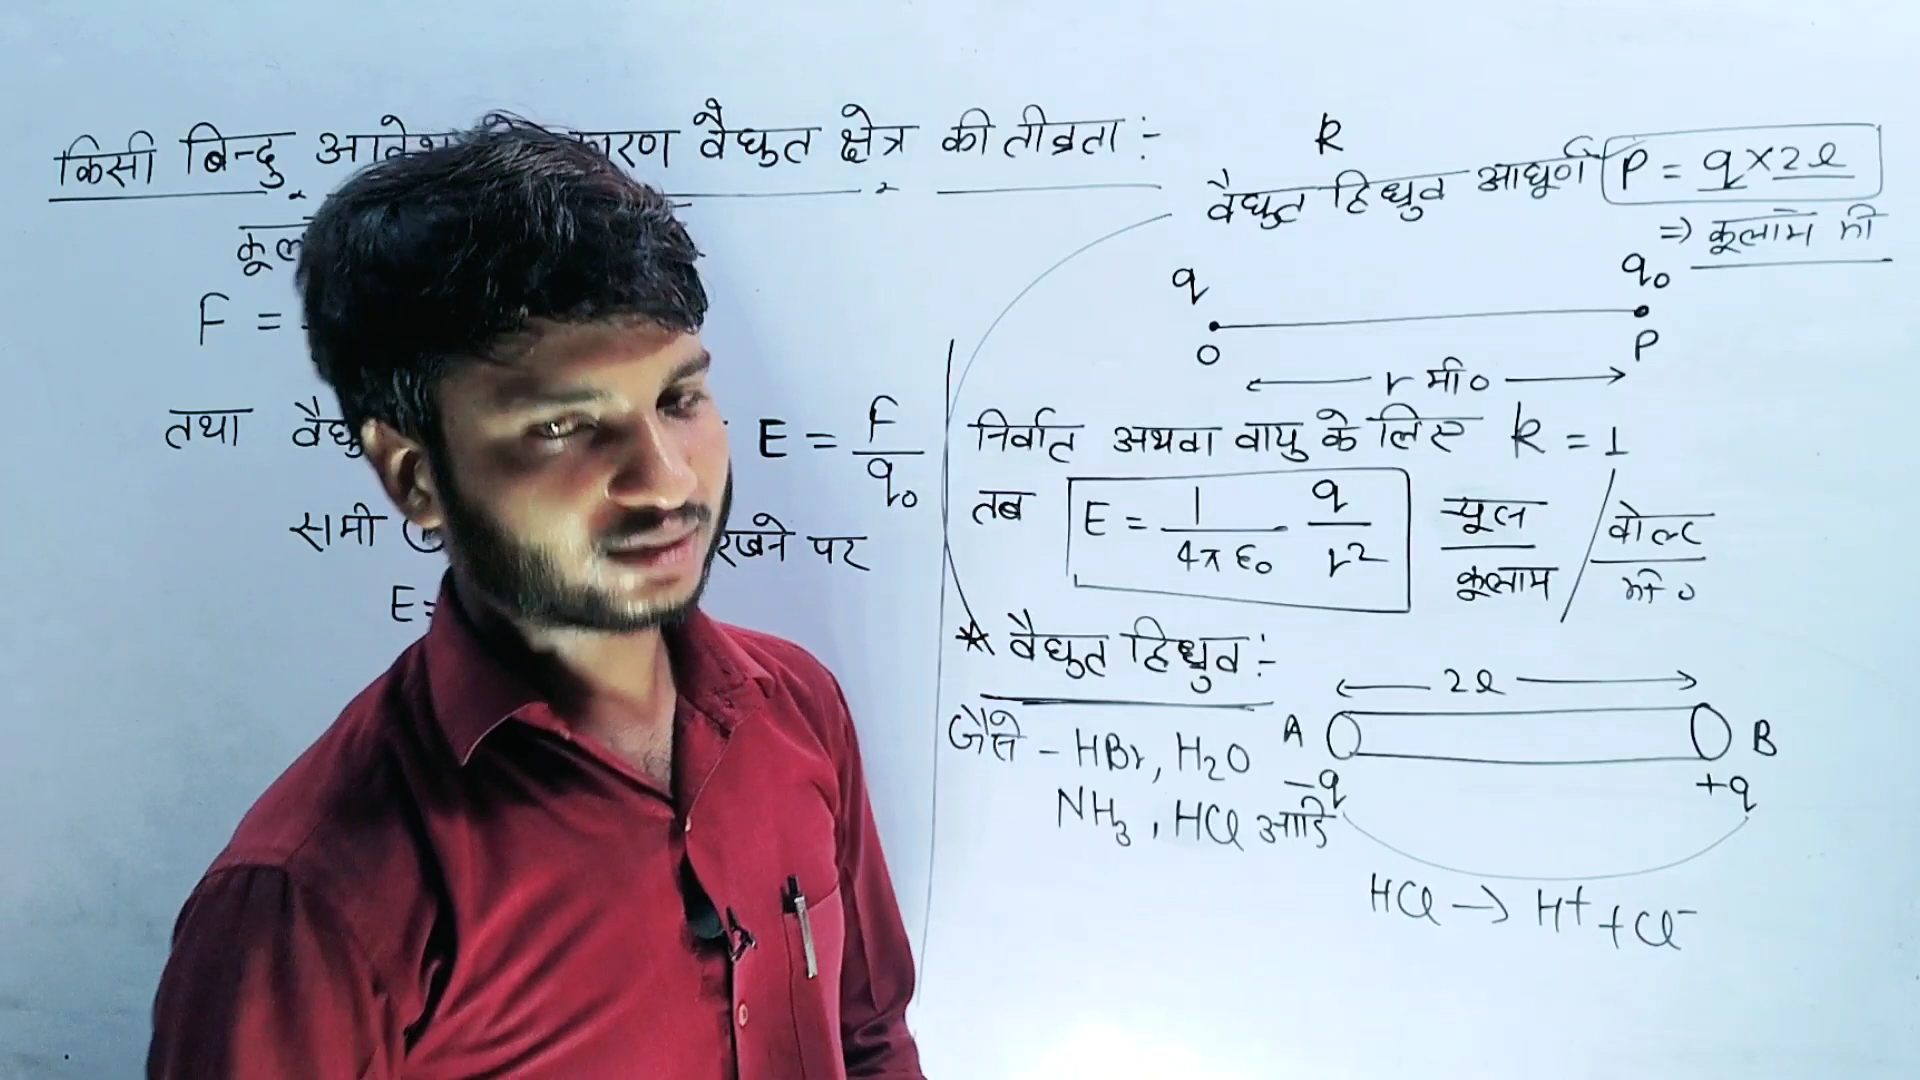 किसी बिन्दु कारण वैद्युत क्षेत्र की तीव्रता :-
F =
तथा
E = F/q₀
रखने पर
E =
k
वैद्युत द्विध्रुव आघूर्ण P = q×2l
⇒ कूलाम मी
q q₀
O P
r मी०
निर्वात अथवा वायु के लिए k = 1
तब E = 1/4πε₀ q/r² न्यूटन/कूलाम / वोल्ट/मी०
* वैद्युत द्विध्रुव :-
2l
जैसे - HBr, H₂O
A B
-q +q
NH₃, HCl आदि
HCl → H⁺ + Cl⁻